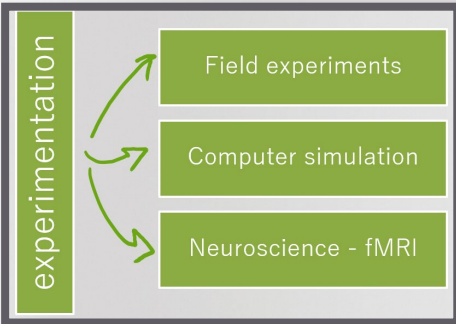 experimentation
Field experiments
Computer simulation
Neuroscience - fMRI